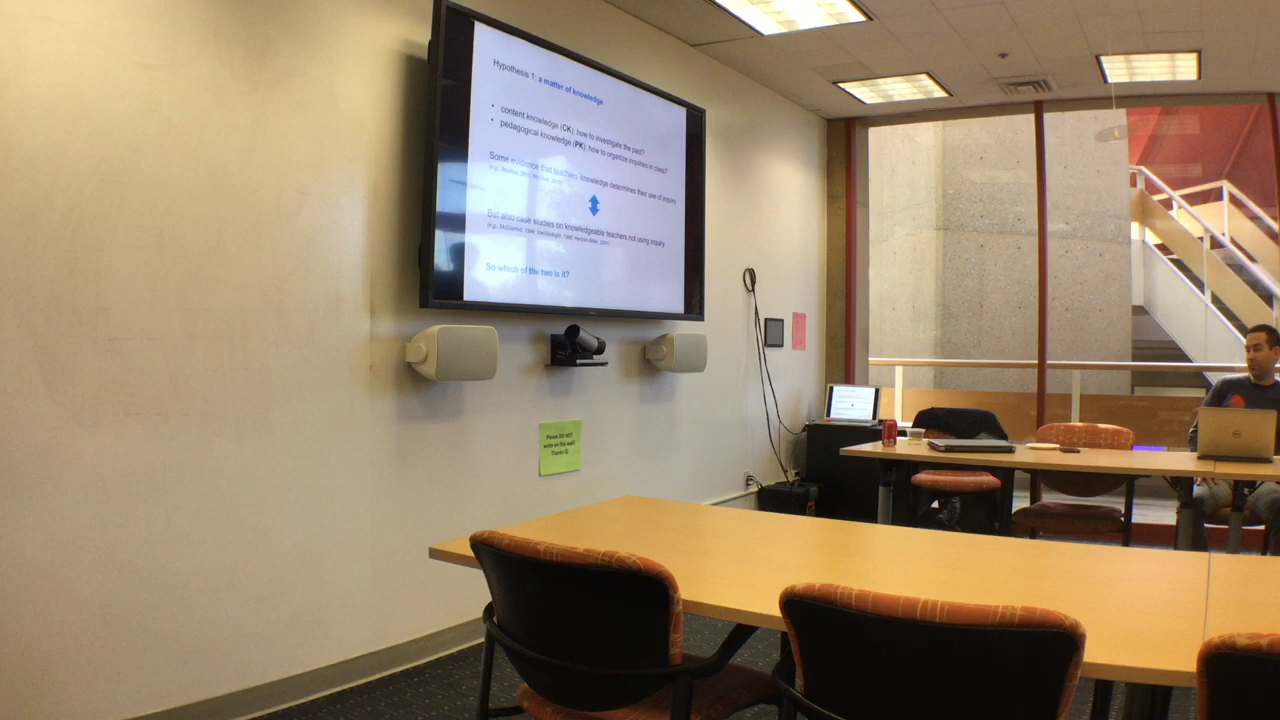 Hypothesis 1: a matter of knowledge
• content knowledge (CK): how to investigate the past?
• pedagogical knowledge (PK): how to organize inquiries in class?
Some evidence that teachers' knowledge determines their use of inquiry
But also case studies on knowledgeable teachers not using inquiry
So which of the two is it?
Please DO NOT
write on this wall!
Thanks ☺